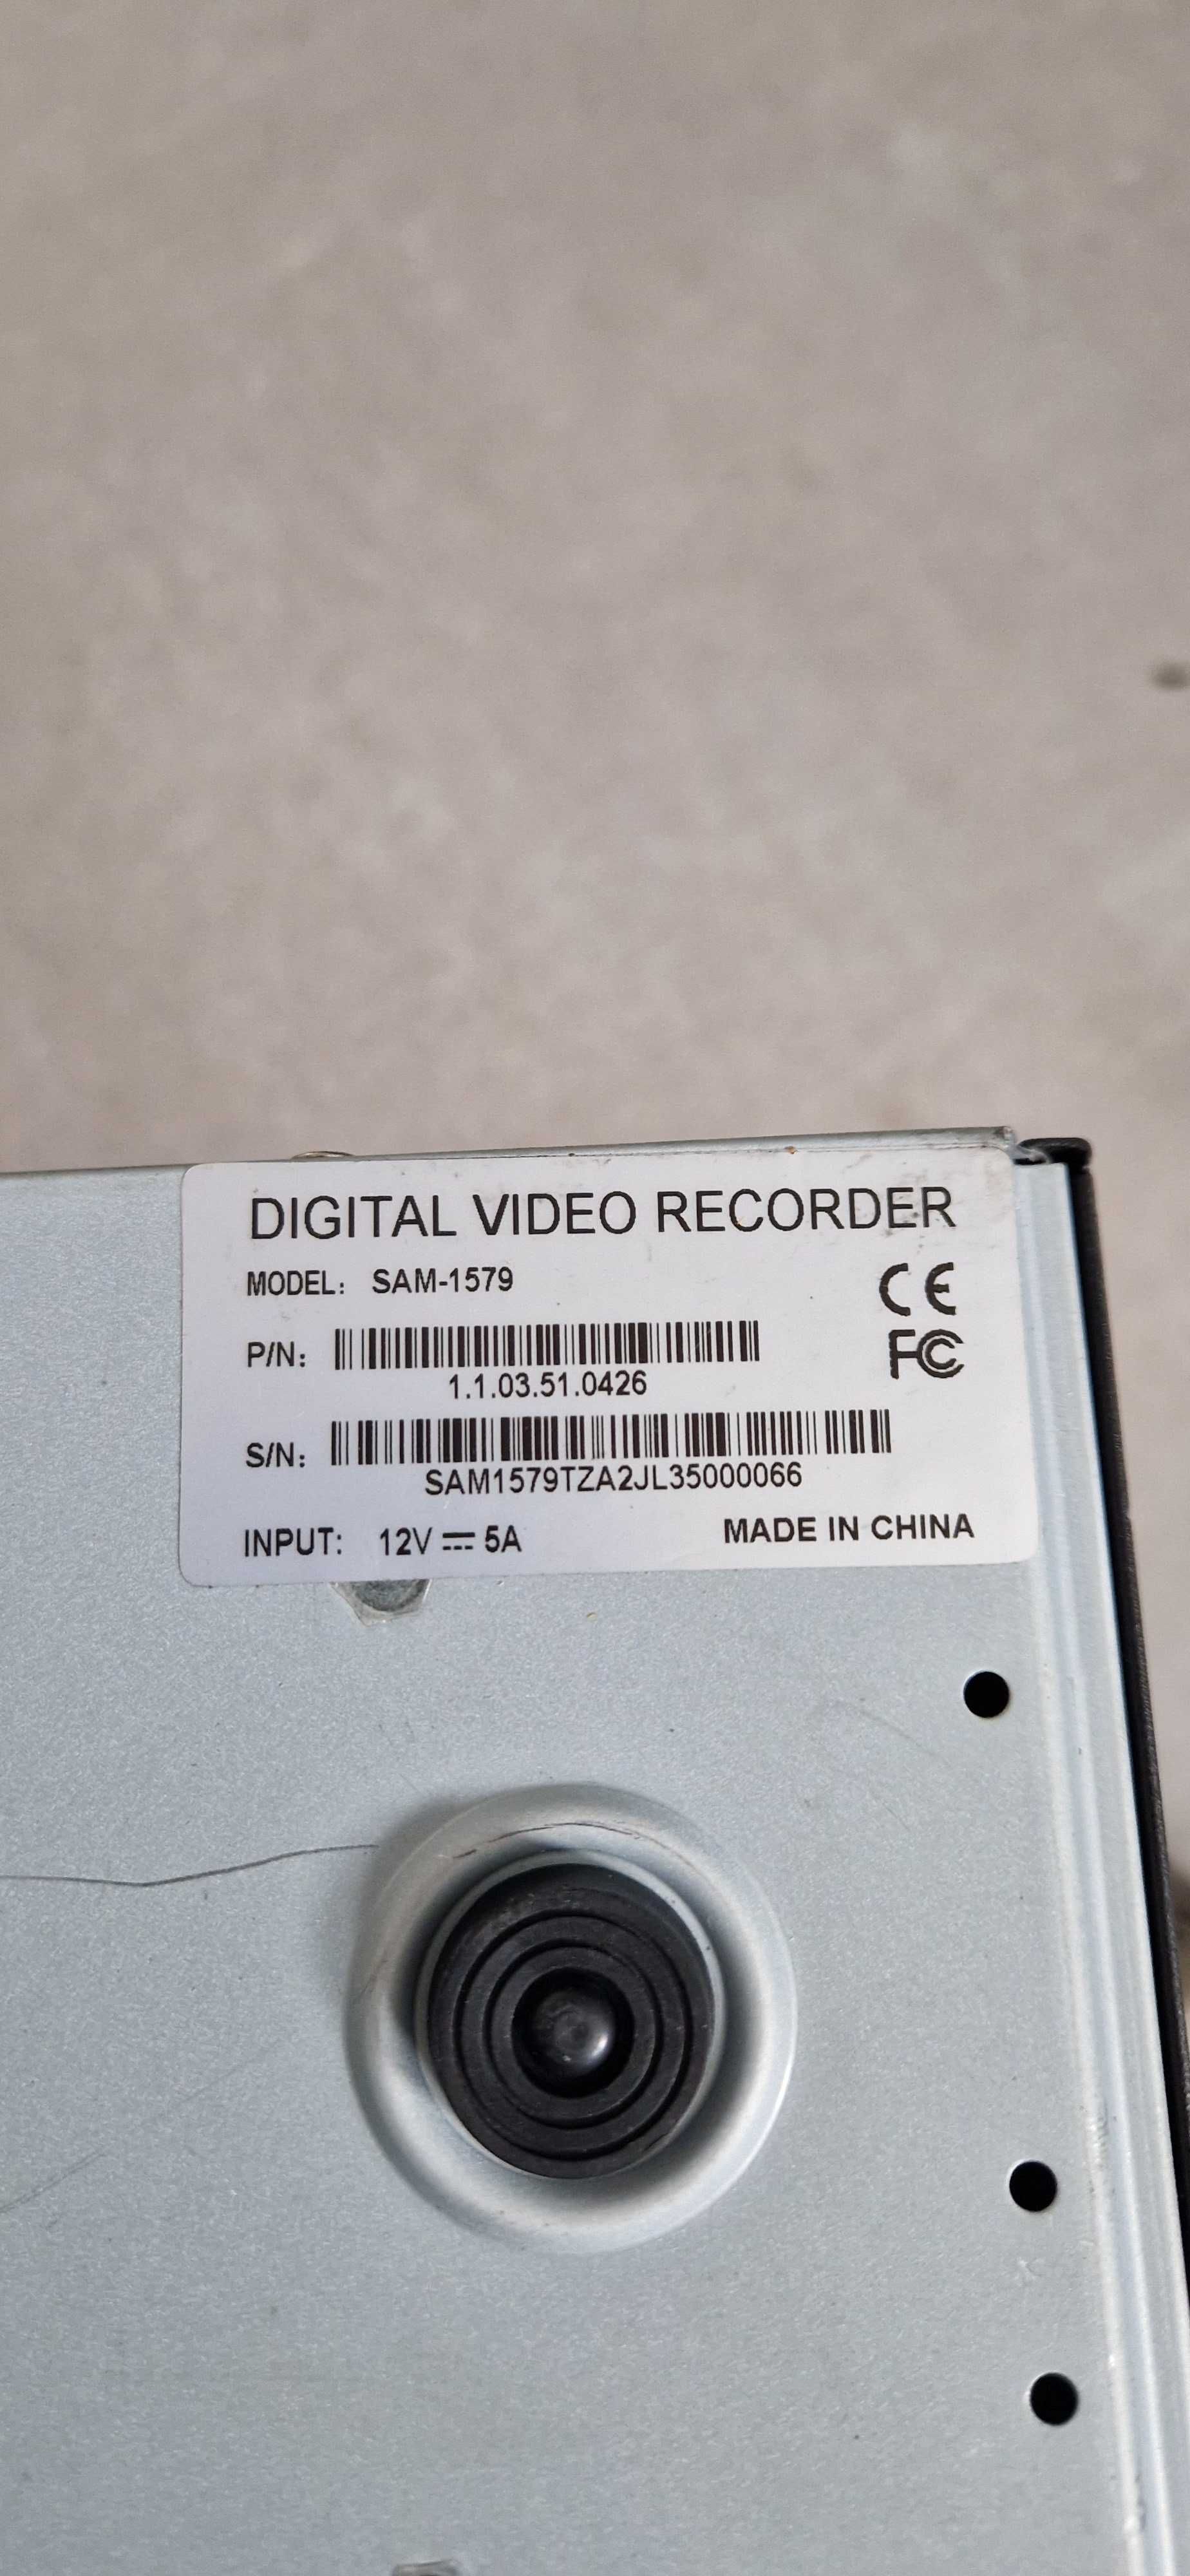 DIGITAL VIDEO RECORDER
MODEL: SAM-1579
CE
P/N:
FC
1.1.03.51.0426
S/N:
SAM1579TZA2JL35000066
INPUT: 12V ⎓ 5A MADE IN CHINA